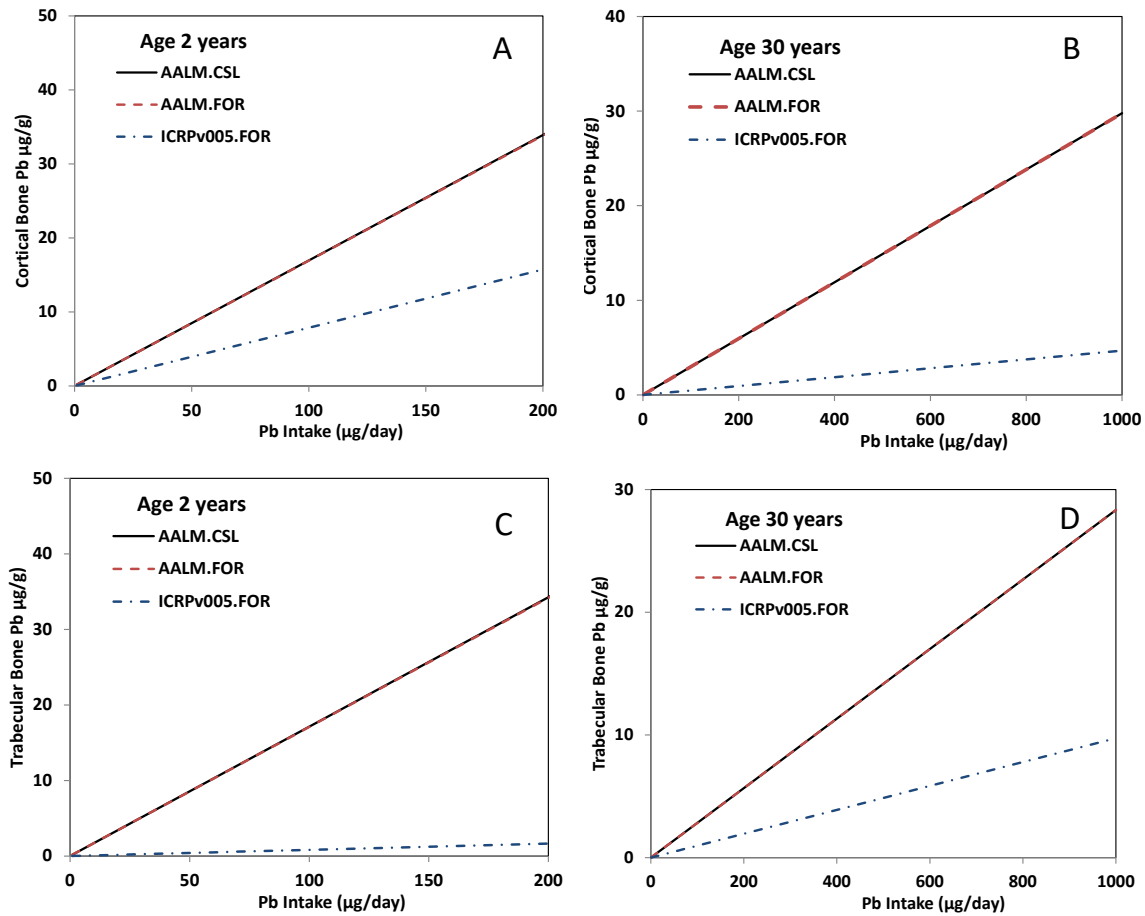 A
Age 2 years
AALM.CSL
AALM.FOR
ICRPv005.FOR
Cortical Bone Pb µg/g
50
40
30
20
10
0
0 50 100 150 200
Pb Intake (µg/day)
B
Age 30 years
AALM.CSL
AALM.FOR
ICRPv005.FOR
Cortical Bone Pb µg/g
40
30
20
10
0
0 200 400 600 800 1000
Pb Intake (µg/day)
C
Age 2 years
AALM.CSL
AALM.FOR
ICRPv005.FOR
Trabecular Bone Pb µg/g
50
40
30
20
10
0
0 50 100 150 200
Pb Intake (µg/day)
D
Age 30 years
AALM.CSL
AALM.FOR
ICRPv005.FOR
Trabecular Bone Pb µg/g
30
20
10
0
0 200 400 600 800 1000
Pb Intake (µg/day)